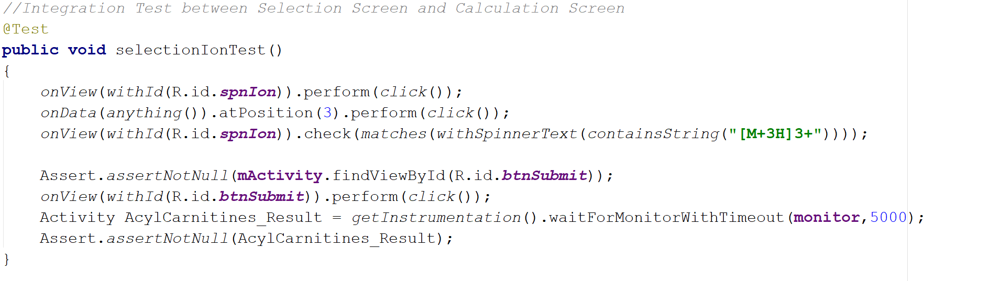 //Integration Test between Selection Screen and Calculation Screen
@Test
public void selectionIonTest()
{
onView(withId(R.id.spnIon)).perform(click());
onData(anything()).atPosition(3).perform(click());
onView(withId(R.id.spnIon)).check(matches(withSpinnerText(containsString("[M+3H]3+"))));
Assert.assertNotNull(mActivity.findViewById(R.id.btnSubmit));
onView(withId(R.id.btnSubmit)).perform(click());
Activity AcylCarnitines_Result = getInstrumentation().waitForMonitorWithTimeout(monitor,5000);
Assert.assertNotNull(AcylCarnitines_Result);
}